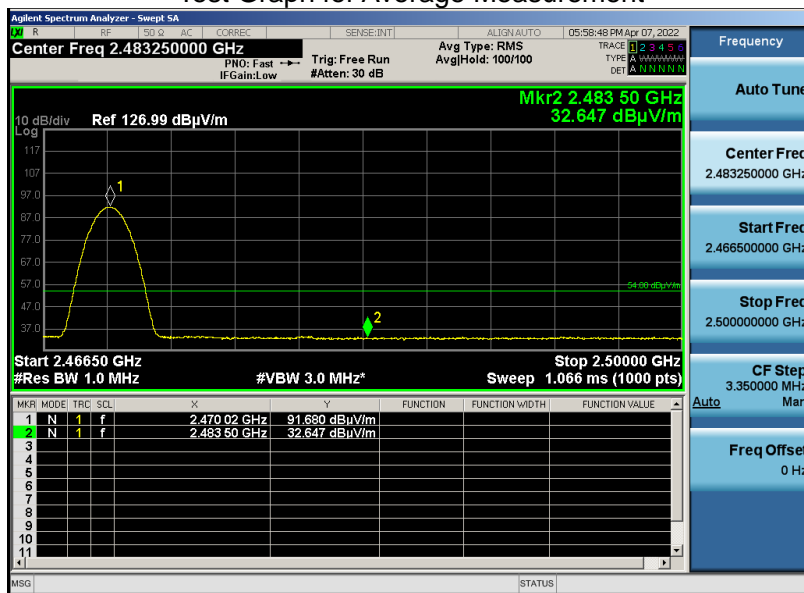 Test Graph for Average Measurement
Agilent Spectrum Analyzer - Swept SA
LXI R RF 50 Ω AC CORREC SENSE:INT ALIGN AUTO 05:58:48 PM Apr 07, 2022
Center Freq 2.483250000 GHz
PNO: Fast
IFGain:Low
Trig: Free Run
#Atten: 30 dB
Avg Type: RMS
Avg|Hold: 100/100
TRACE 1 2 3 4 5 6
TYPE A WWWWW
DET A N N N N N
Mkr2 2.483 50 GHz
32.647 dBµV/m
10 dB/div Ref 126.99 dBµV/m
Log
117
107
97.0
87.0
77.0
67.0
57.0
47.0
37.0
1
54.00 dBµV/m
2
Start 2.46650 GHz Stop 2.50000 GHz
#Res BW 1.0 MHz #VBW 3.0 MHz* Sweep 1.066 ms (1000 pts)
MKR MODE TRC SCL X Y FUNCTION FUNCTION WIDTH FUNCTION VALUE
1 N 1 f 2.470 02 GHz 91.680 dBµV/m
2 N 1 f 2.483 50 GHz 32.647 dBµV/m
3
4
5
6
7
8
9
10
11
MSG STATUS
Frequency
Auto Tune
Center Freq
2.483250000 GHz
Start Freq
2.466500000 GHz
Stop Freq
2.500000000 GHz
CF Step
3.350000 MHz
Auto Man
Freq Offset
0 Hz